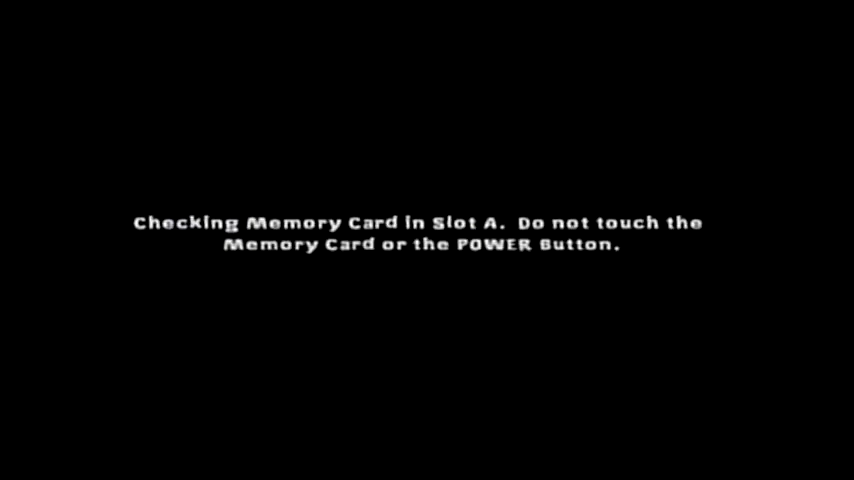 Checking Memory Card in Slot A.  Do not touch the
Memory Card or the POWER Button.